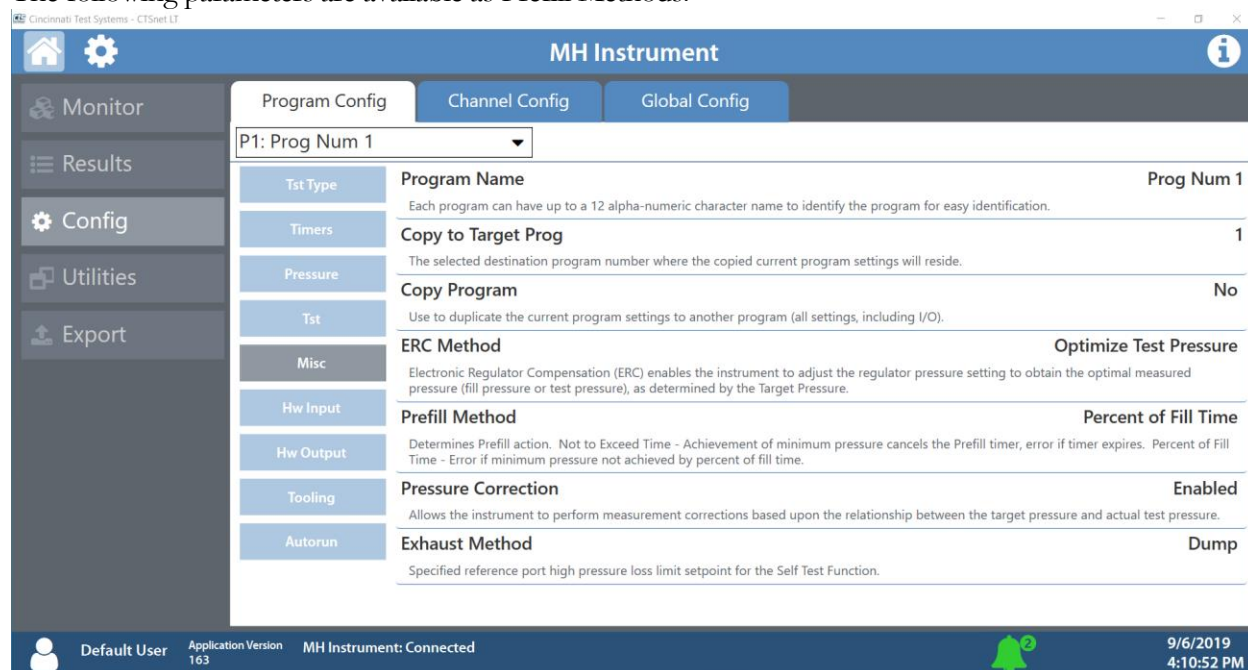 The following parameters are available as Prefill Methods:
Cincinnati Test Systems - CTSnet LT
MH Instrument
Monitor
Results
Config
Utilities
Export
Program Config
Channel Config
Global Config
P1: Prog Num 1
Tst Type
Timers
Pressure
Tst
Misc
Hw Input
Hw Output
Tooling
Autorun
Program Name Prog Num 1
Each program can have up to a 12 alpha-numeric character name to identify the program for easy identification.
Copy to Target Prog 1
The selected destination program number where the copied current program settings will reside.
Copy Program No
Use to duplicate the current program settings to another program (all settings, including I/O).
ERC Method Optimize Test Pressure
Electronic Regulator Compensation (ERC) enables the instrument to adjust the regulator pressure setting to obtain the optimal measured
pressure (fill pressure or test pressure), as determined by the Target Pressure.
Prefill Method Percent of Fill Time
Determines Prefill action. Not to Exceed Time - Achievement of minimum pressure cancels the Prefill timer, error if timer expires. Percent of Fill
Time - Error if minimum pressure not achieved by percent of fill time.
Pressure Correction Enabled
Allows the instrument to perform measurement corrections based upon the relationship between the target pressure and actual test pressure.
Exhaust Method Dump
Specified reference port high pressure loss limit setpoint for the Self Test Function.
Default User
Application Version
163
MH Instrument: Connected
2
9/6/2019
4:10:52 PM